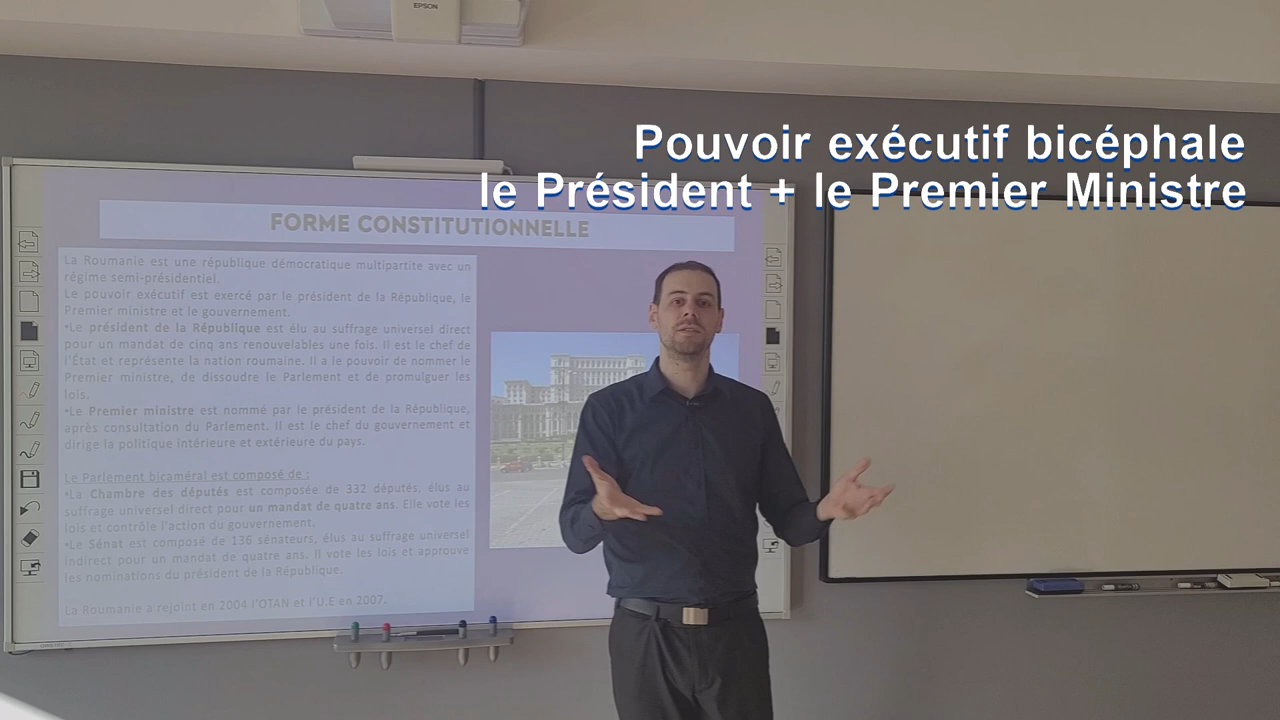 EPSON
Pouvoir exécutif bicéphale
le Président + le Premier Ministre
FORME CONSTITUTIONNELLE
La Roumanie est une république démocratique multipartite avec un
régime semi-présidentiel.
Le pouvoir exécutif est exercé par le président de la République, le
Premier ministre et le gouvernement.
•Le président de la République est élu au suffrage universel direct
pour un mandat de cinq ans renouvelables une fois. Il est le chef de
l'État et représente la nation roumaine. Il a le pouvoir de nommer le
Premier ministre, de dissoudre le Parlement et de promulguer les
lois.
•Le Premier ministre est nommé par le président de la République,
après consultation du Parlement. Il est le chef du gouvernement et
dirige la politique intérieure et extérieure du pays.
Le Parlement bicaméral est composé de :
•La Chambre des députés est composée de 332 députés, élus au
suffrage universel direct pour un mandat de quatre ans. Elle vote les
lois et contrôle l'action du gouvernement.
•Le Sénat est composé de 136 sénateurs, élus au suffrage universel
indirect pour un mandat de quatre ans. Il vote les lois et approuve
les nominations du président de la République.
La Roumanie a rejoint en 2004 l'OTAN et l'U.E en 2007.